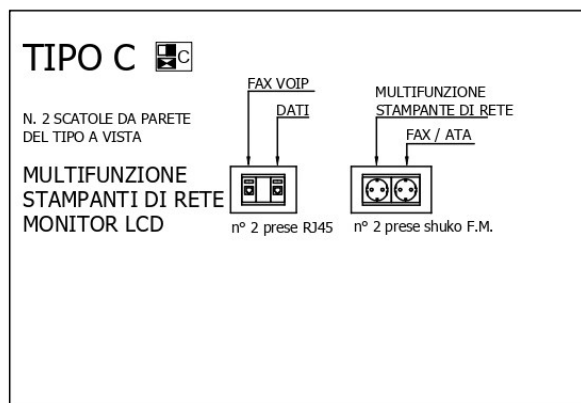 TIPO C
C
N. 2 SCATOLE DA PARETE
DEL TIPO A VISTA
MULTIFUNZIONE
STAMPANTI DI RETE
MONITOR LCD
FAX VOIP
DATI
n° 2 prese RJ45
MULTIFUNZIONE
STAMPANTE DI RETE
FAX / ATA
n° 2 prese shuko F.M.